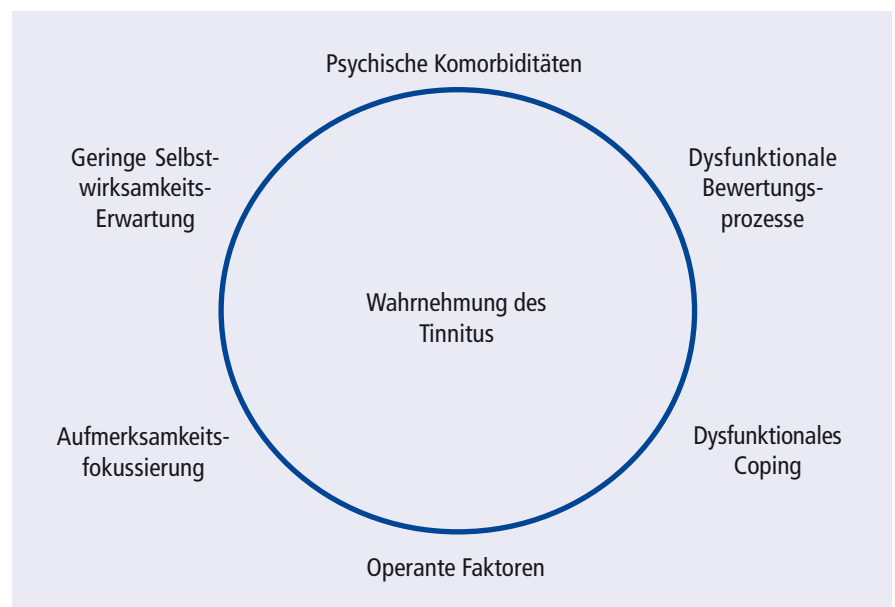 Psychische Komorbiditäten
Geringe Selbst-
wirksamkeits-
Erwartung
Dysfunktionale
Bewertungs-
prozesse
Wahrnehmung des
Tinnitus
Aufmerksamkeits-
fokussierung
Dysfunktionales
Coping
Operante Faktoren